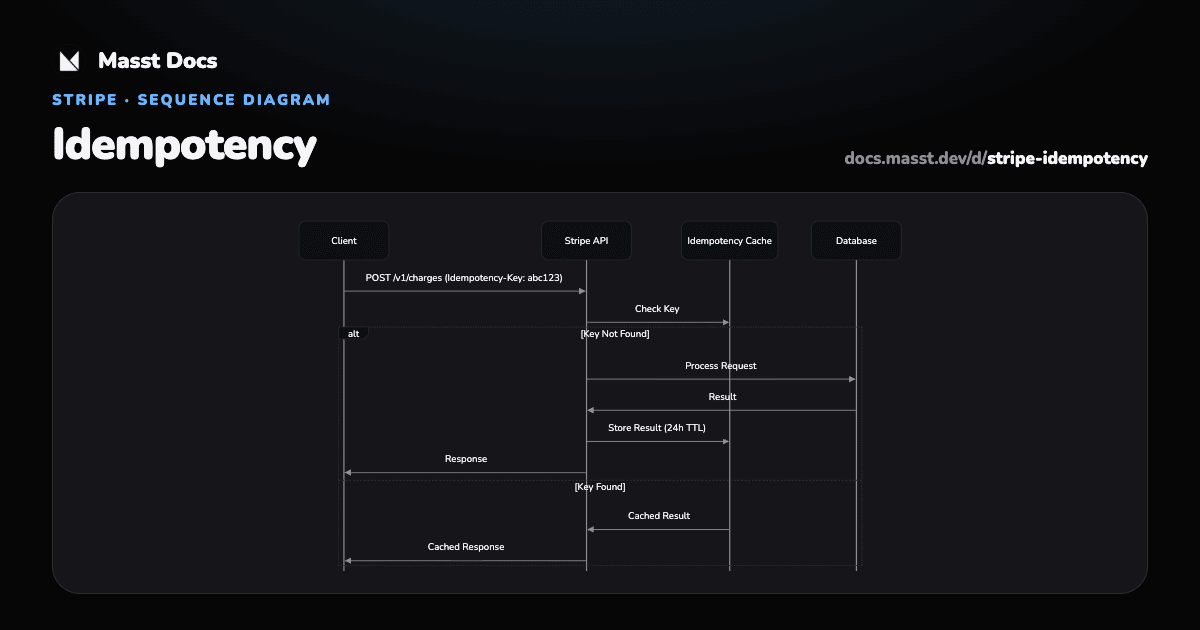 Masst Docs
STRIPE · SEQUENCE DIAGRAM
Idempotency
docs.masst.dev/d/stripe-idempotency
Client
Stripe API
Idempotency Cache
Database
POST /v1/charges (Idempotency-Key: abc123)
Check Key
alt
[Key Not Found]
Process Request
Result
Store Result (24h TTL)
Response
[Key Found]
Cached Result
Cached Response